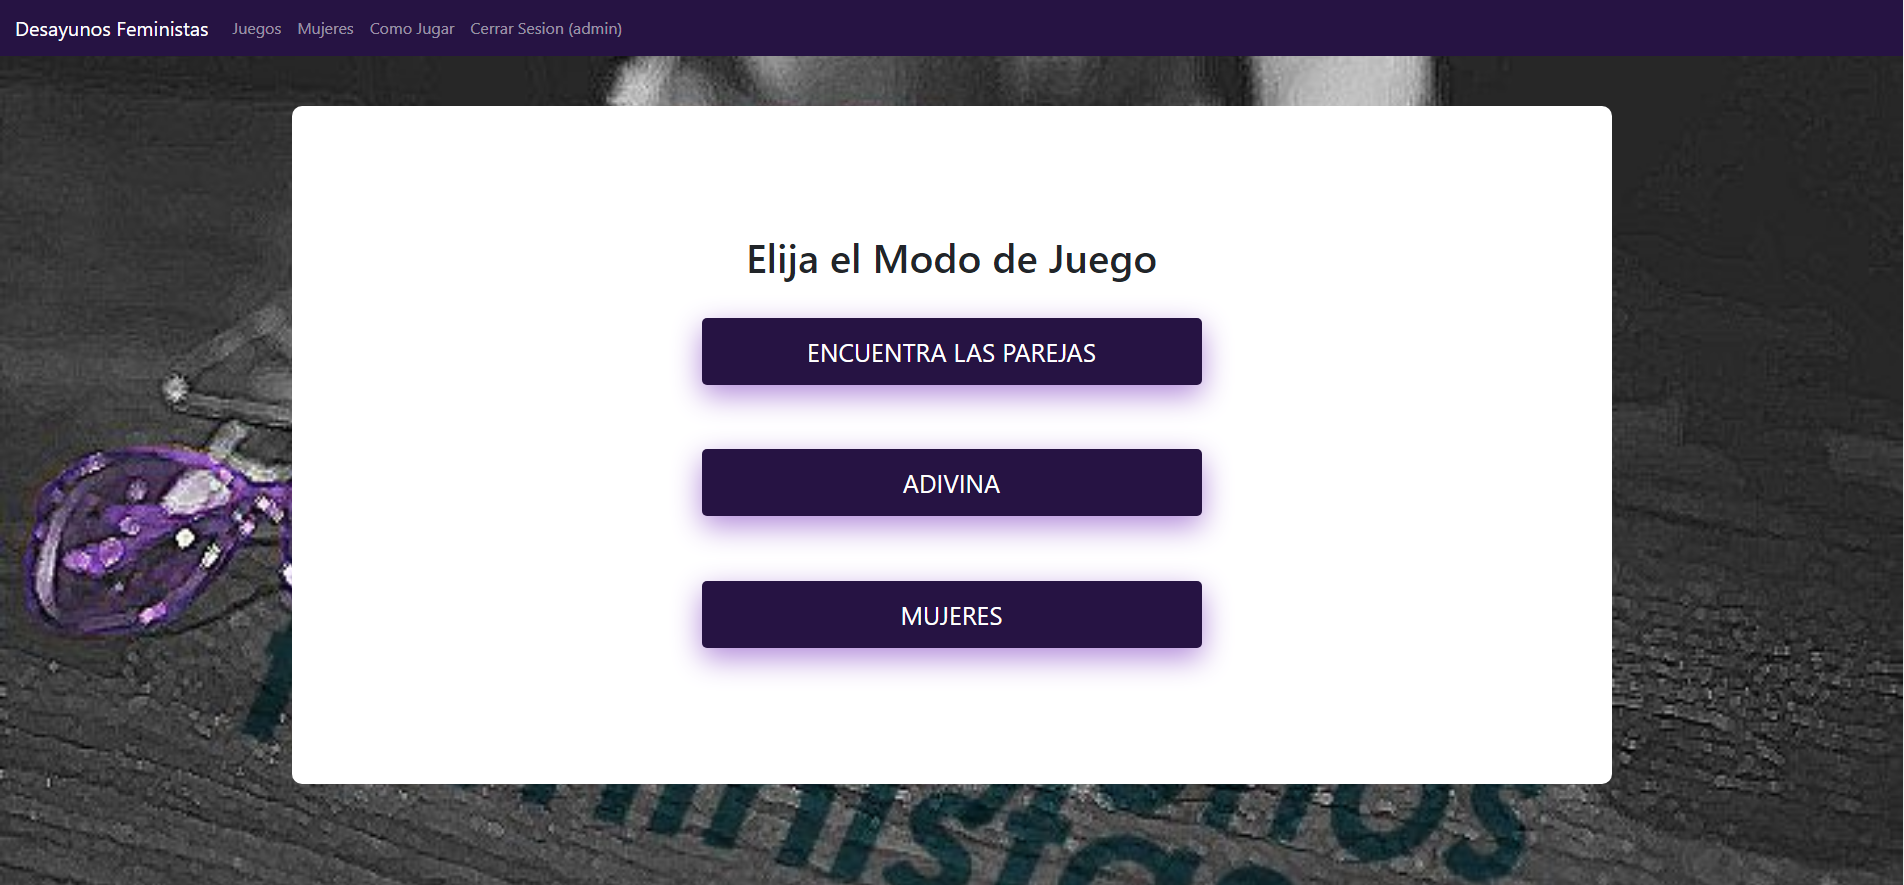 Desayunos Feministas Juegos Mujeres Como Jugar Cerrar Sesion (admin)
Elija el Modo de Juego
ENCUENTRA LAS PAREJAS
ADIVINA
MUJERES